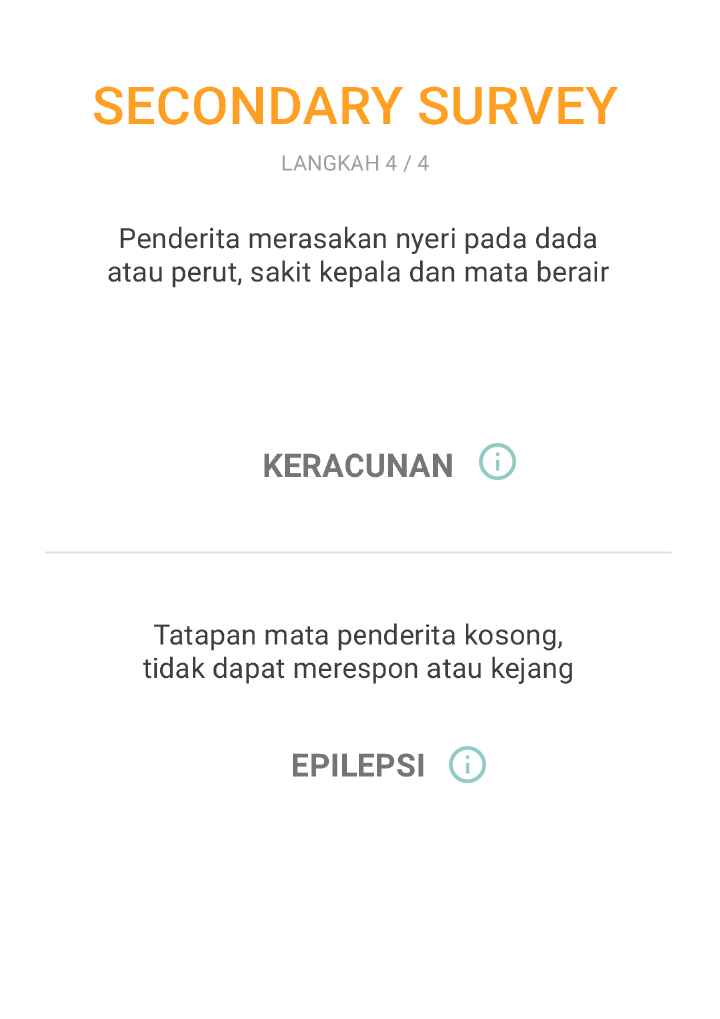 SECONDARY SURVEY
LANGKAH 4 / 4
Penderita merasakan nyeri pada dada
atau perut, sakit kepala dan mata berair
KERACUNAN
Tatapan mata penderita kosong,
tidak dapat merespon atau kejang
EPILEPSI